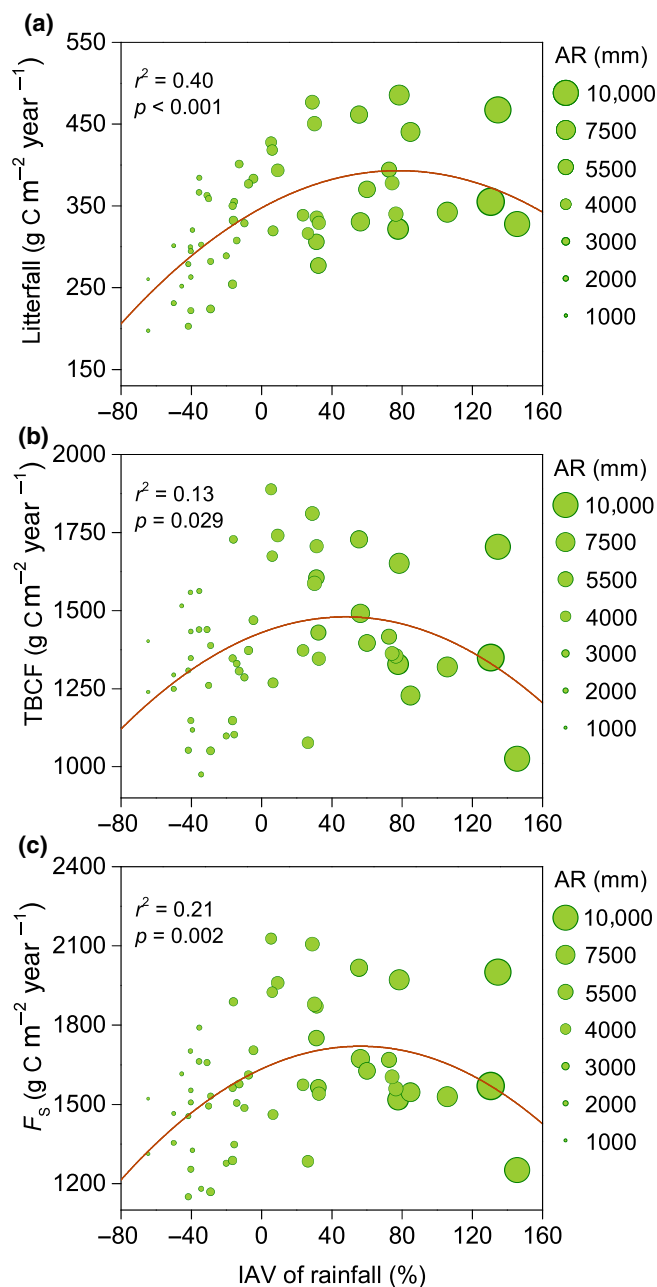 (a)
550
450
350
250
130
Litterfall (g C m⁻² year⁻¹)
r² = 0.40
p < 0.001
−80 −40 0 40 80 120 160
AR (mm)
10,000
7500
5500
4000
3000
2000
1000
(b)
2000
1750
1500
1250
1000
TBCF (g C m⁻² year⁻¹)
r² = 0.13
p = 0.029
−80 −40 0 40 80 120 160
AR (mm)
10,000
7500
5500
4000
3000
2000
1000
(c)
2400
2100
1800
1500
1200
Fₛ (g C m⁻² year⁻¹)
r² = 0.21
p = 0.002
−80 −40 0 40 80 120 160
IAV of rainfall (%)
AR (mm)
10,000
7500
5500
4000
3000
2000
1000